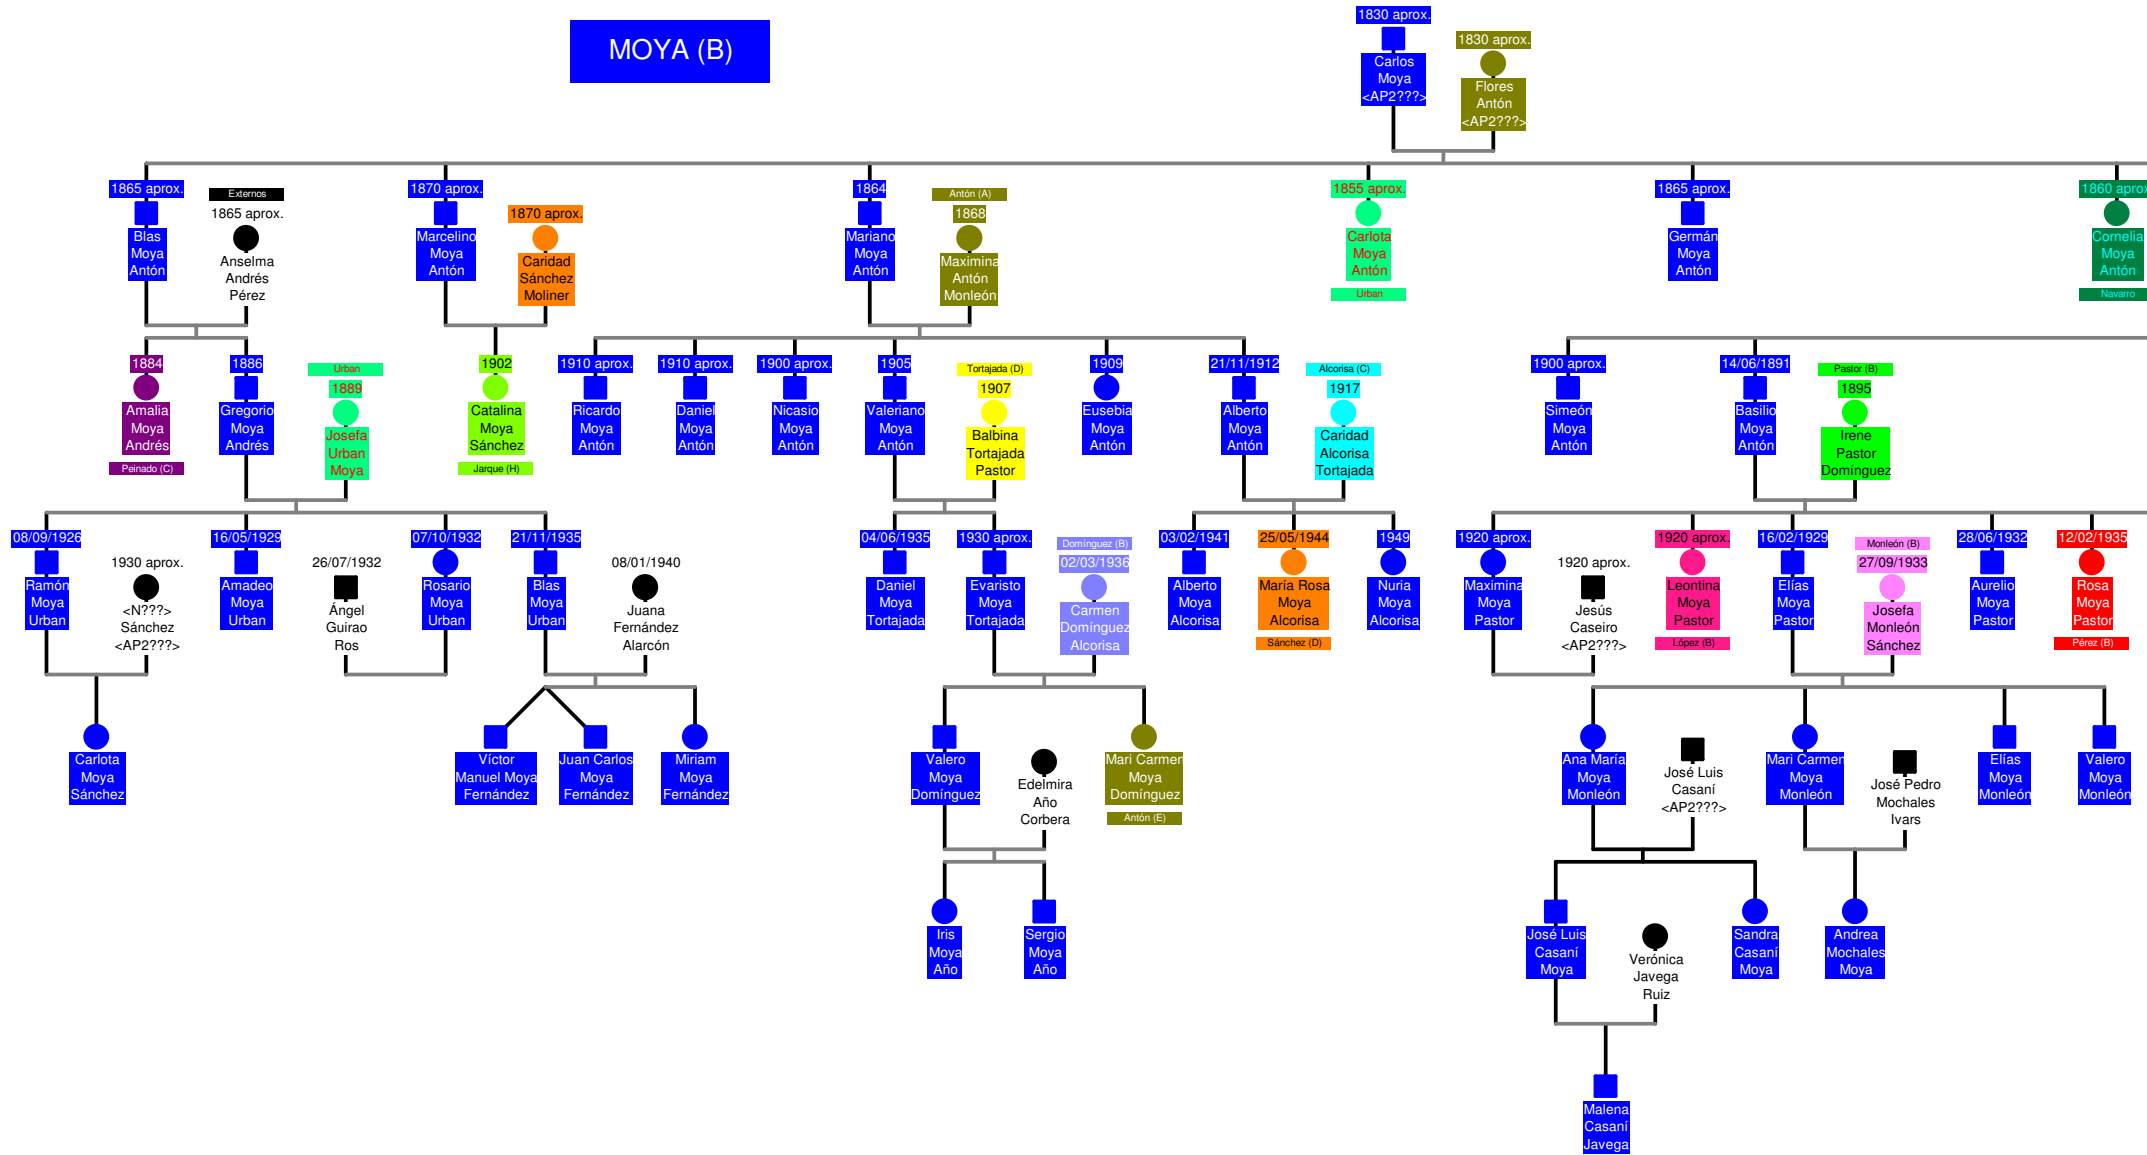 MOYA (B)
1830 aprox.
Carlos
Moya
<AP2???>
1830 aprox.
Flores
Antón
<AP2???>
1865 aprox.
Blas
Moya
Antón
Externos
1865 aprox.
Anselma
Andrés
Pérez
1870 aprox.
Marcelino
Moya
Antón
1870 aprox.
Caridad
Sánchez
Moliner
1864
Mariano
Moya
Antón
Antón (A)
1868
Maximina
Antón
Monleón
1855 aprox.
Carlota
Moya
Antón
Urban
1865 aprox.
Germán
Moya
Antón
1860 aprox
Cornelia
Moya
Antón
Navarro
1884
Amalia
Moya
Andrés
Peinado (C)
1886
Gregorio
Moya
Andrés
Urban
1889
Josefa
Urban
Moya
1902
Catalina
Moya
Sánchez
Jarque (H)
1910 aprox.
Ricardo
Moya
Antón
1910 aprox.
Daniel
Moya
Antón
1900 aprox.
Nicasio
Moya
Antón
1905
Valeriano
Moya
Antón
Tortajada (D)
1907
Balbina
Tortajada
Pastor
1909
Eusebia
Moya
Antón
21/11/1912
Alberto
Moya
Antón
Alcorisa (C)
1917
Caridad
Alcorisa
Tortajada
1900 aprox.
Simeón
Moya
Antón
14/06/1891
Basilio
Moya
Antón
Pastor (B)
1895
Irene
Pastor
Domínguez
08/09/1926
Ramón
Moya
Urban
1930 aprox.
<N???>
Sánchez
<AP2???>
16/05/1929
Amadeo
Moya
Urban
26/07/1932
Ángel
Guirao
Ros
07/10/1932
Rosario
Moya
Urban
21/11/1935
Blas
Moya
Urban
08/01/1940
Juana
Fernández
Alarcón
04/06/1935
Daniel
Moya
Tortajada
1930 aprox.
Evaristo
Moya
Tortajada
Domínguez (B)
02/03/1936
Carmen
Domínguez
Alcorisa
03/02/1941
Alberto
Moya
Alcorisa
25/05/1944
María Rosa
Moya
Alcorisa
Sánchez (D)
1949
Nuria
Moya
Alcorisa
1920 aprox.
Maximina
Moya
Pastor
1920 aprox.
Jesús
Caseiro
<AP2???>
1920 aprox.
Leontina
Moya
Pastor
López (B)
16/02/1929
Elías
Moya
Pastor
Monleón (B)
27/09/1933
Josefa
Monleón
Sánchez
28/06/1932
Aurelio
Moya
Pastor
12/02/1935
Rosa
Moya
Pastor
Pérez (B)
Carlota
Moya
Sánchez
Víctor
Manuel Moya
Fernández
Juan Carlos
Moya
Fernández
Miriam
Moya
Fernández
Valero
Moya
Domínguez
Edelmira
Año
Corbera
Mari Carmen
Moya
Domínguez
Antón (E)
Ana María
Moya
Monleón
José Luis
Casaní
<AP2???>
Mari Carmen
Moya
Monleón
José Pedro
Mochales
Ivars
Elías
Moya
Monleón
Valero
Moya
Monleón
Iris
Moya
Año
Sergio
Moya
Año
José Luis
Casaní
Moya
Verónica
Javega
Ruiz
Sandra
Casaní
Moya
Andrea
Mochales
Moya
Malena
Casaní
Javega